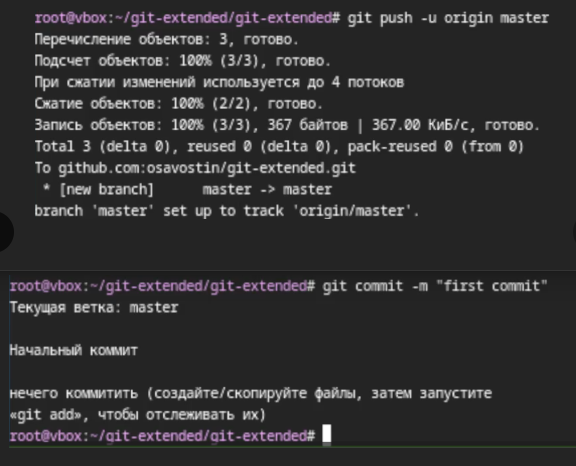 root@vbox:~/git-extended/git-extended# git push -u origin master
Перечисление объектов: 3, готово.
Подсчет объектов: 100% (3/3), готово.
При сжатии изменений используется до 4 потоков
Сжатие объектов: 100% (2/2), готово.
Запись объектов: 100% (3/3), 367 байтов | 367.00 КиБ/с, готово.
Total 3 (delta 0), reused 0 (delta 0), pack-reused 0 (from 0)
To github.com:osavostin/git-extended.git
 * [new branch]      master -> master
branch 'master' set up to track 'origin/master'.
root@vbox:~/git-extended/git-extended# git commit -m "first commit"
Текущая ветка: master
Начальный коммит
нечего коммитить (создайте/скопируйте файлы, затем запустите
«git add», чтобы отслеживать их)
root@vbox:~/git-extended/git-extended#